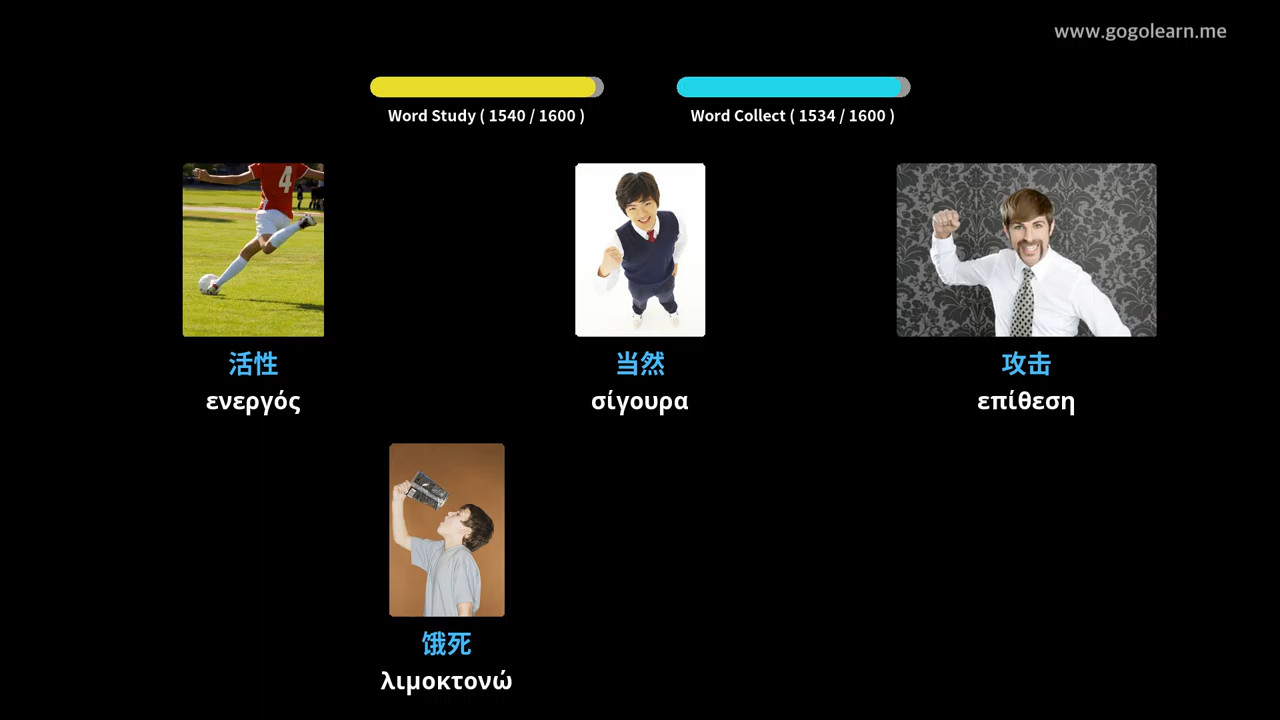 www.gogolearn.me
Word Study ( 1540 / 1600 )
Word Collect ( 1534 / 1600 )
4
活性
ενεργός
当然
σίγουρα
攻击
επίθεση
饿死
λιμοκτονώ